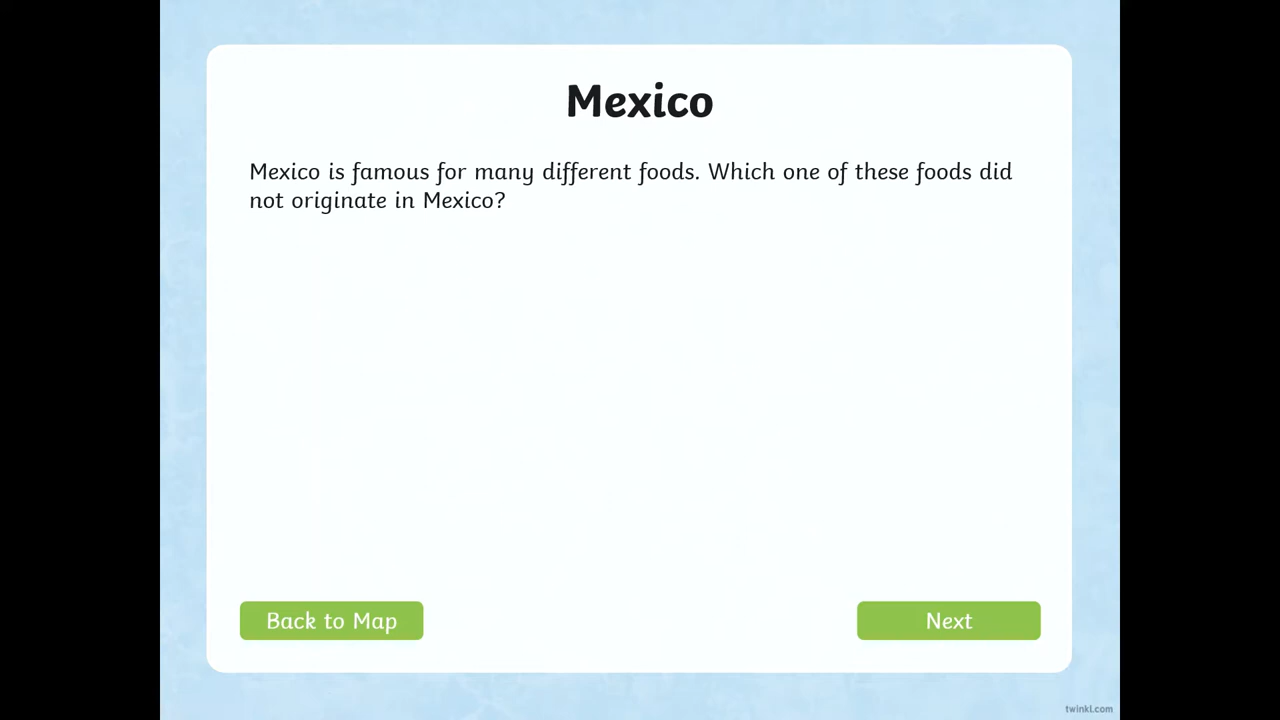 Mexico
Mexico is famous for many different foods. Which one of these foods did
not originate in Mexico?
Back to Map
Next
twinkl.com